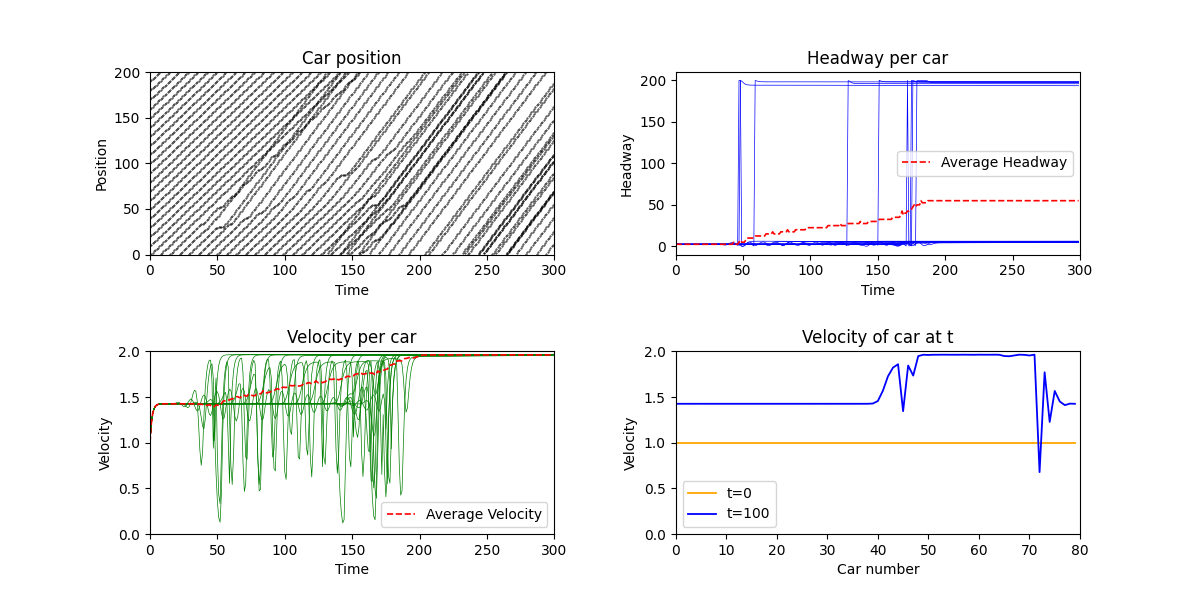 Car position
200
150
100
50
0
Position
0 50 100 150 200 250 300
Time
Headway per car
200
150
100
50
0
Headway
Average Headway
0 50 100 150 200 250 300
Time
Velocity per car
2.0
1.5
1.0
0.5
0.0
Velocity
Average Velocity
0 50 100 150 200 250 300
Time
Velocity of car at t
2.0
1.5
1.0
0.5
0.0
Velocity
t=0
t=100
0 10 20 30 40 50 60 70 80
Car number